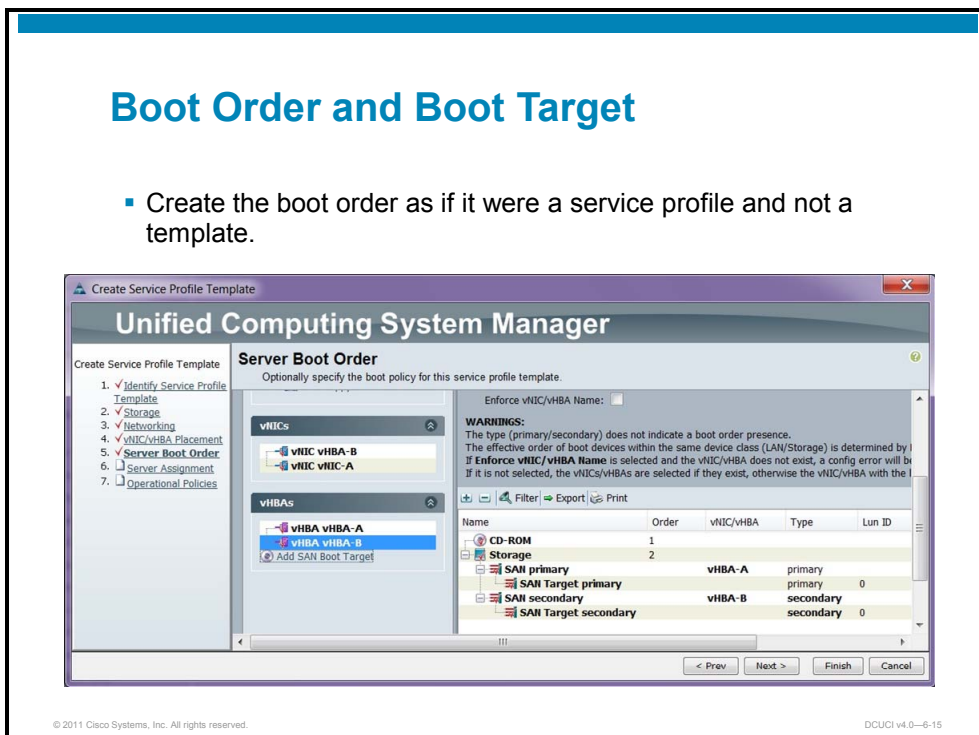 Boot Order and Boot Target
▪ Create the boot order as if it were a service profile and not a
template.
Create Service Profile Template
Unified Computing System Manager
Create Service Profile Template
1. √Identify Service Profile
Template
2. √Storage
3. √Networking
4. √vNIC/vHBA Placement
5. √Server Boot Order
6. Server Assignment
7. Operational Policies
Server Boot Order
Optionally specify the boot policy for this service profile template.
vNICs
vNIC vHBA-B
vNIC vNIC-A
vHBAs
vHBA vHBA-A
vHBA vHBA-B
Add SAN Boot Target
Enforce vNIC/vHBA Name:
WARNINGS:
The type (primary/secondary) does not indicate a boot order presence.
The effective order of boot devices within the same device class (LAN/Storage) is determined by
If Enforce vNIC/vHBA Name is selected and the vNIC/vHBA does not exist, a config error will be
If it is not selected, the vNICs/vHBAs are selected if they exist, otherwise the vNIC/vHBA with the
Filter Export Print
Name Order vNIC/vHBA Type Lun ID
CD-ROM 1
Storage 2
SAN primary vHBA-A primary
SAN Target primary primary 0
SAN secondary vHBA-B secondary
SAN Target secondary secondary 0
< Prev Next > Finish Cancel
© 2011 Cisco Systems, Inc. All rights reserved. DCUCI v4.0—6-15